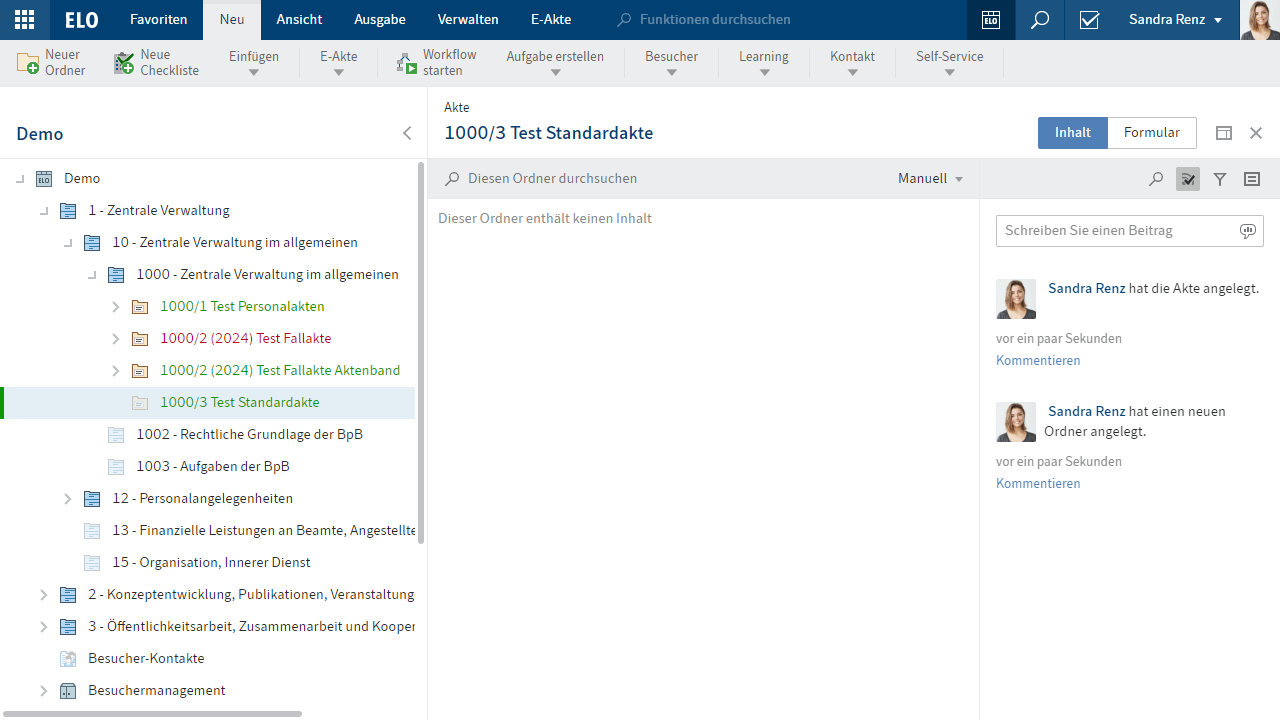 ELO Favoriten Neu Ansicht Ausgabe Verwalten E-Akte Funktionen durchsuchen ELO Sandra Renz
Neuer Ordner
Neue Checkliste
Einfügen
E-Akte
Workflow starten
Aufgabe erstellen
Besucher
Learning
Kontakt
Self-Service
Demo
ELO Demo
1 - Zentrale Verwaltung
10 - Zentrale Verwaltung im allgemeinen
1000 - Zentrale Verwaltung im allgemeinen
1000/1 Test Personalakten
1000/2 (2024) Test Fallakte
1000/2 (2024) Test Fallakte Aktenband
1000/3 Test Standardakte
1002 - Rechtliche Grundlage der BpB
1003 - Aufgaben der BpB
12 - Personalangelegenheiten
13 - Finanzielle Leistungen an Beamte, Angestellte
15 - Organisation, Innerer Dienst
2 - Konzeptentwicklung, Publikationen, Veranstaltung
3 - Öffentlichkeitsarbeit, Zusammenarbeit und Kooper
Besucher-Kontakte
Besuchermanagement
Akte
1000/3 Test Standardakte
Inhalt Formular
Diesen Ordner durchsuchen Manuell
Dieser Ordner enthält keinen Inhalt
Schreiben Sie einen Beitrag
Sandra Renz hat die Akte angelegt.
vor ein paar Sekunden
Kommentieren
Sandra Renz hat einen neuen
Ordner angelegt.
vor ein paar Sekunden
Kommentieren